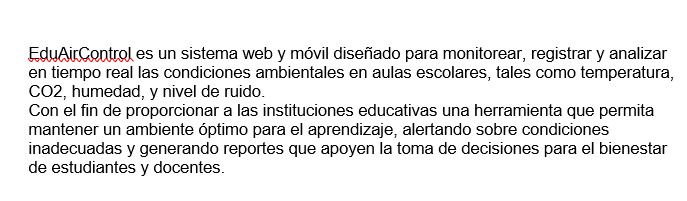 EduAirControl es un sistema web y móvil diseñado para monitorear, registrar y analizar
en tiempo real las condiciones ambientales en aulas escolares, tales como temperatura,
CO2, humedad, y nivel de ruido.
Con el fin de proporcionar a las instituciones educativas una herramienta que permita
mantener un ambiente óptimo para el aprendizaje, alertando sobre condiciones
inadecuadas y generando reportes que apoyen la toma de decisiones para el bienestar
de estudiantes y docentes.